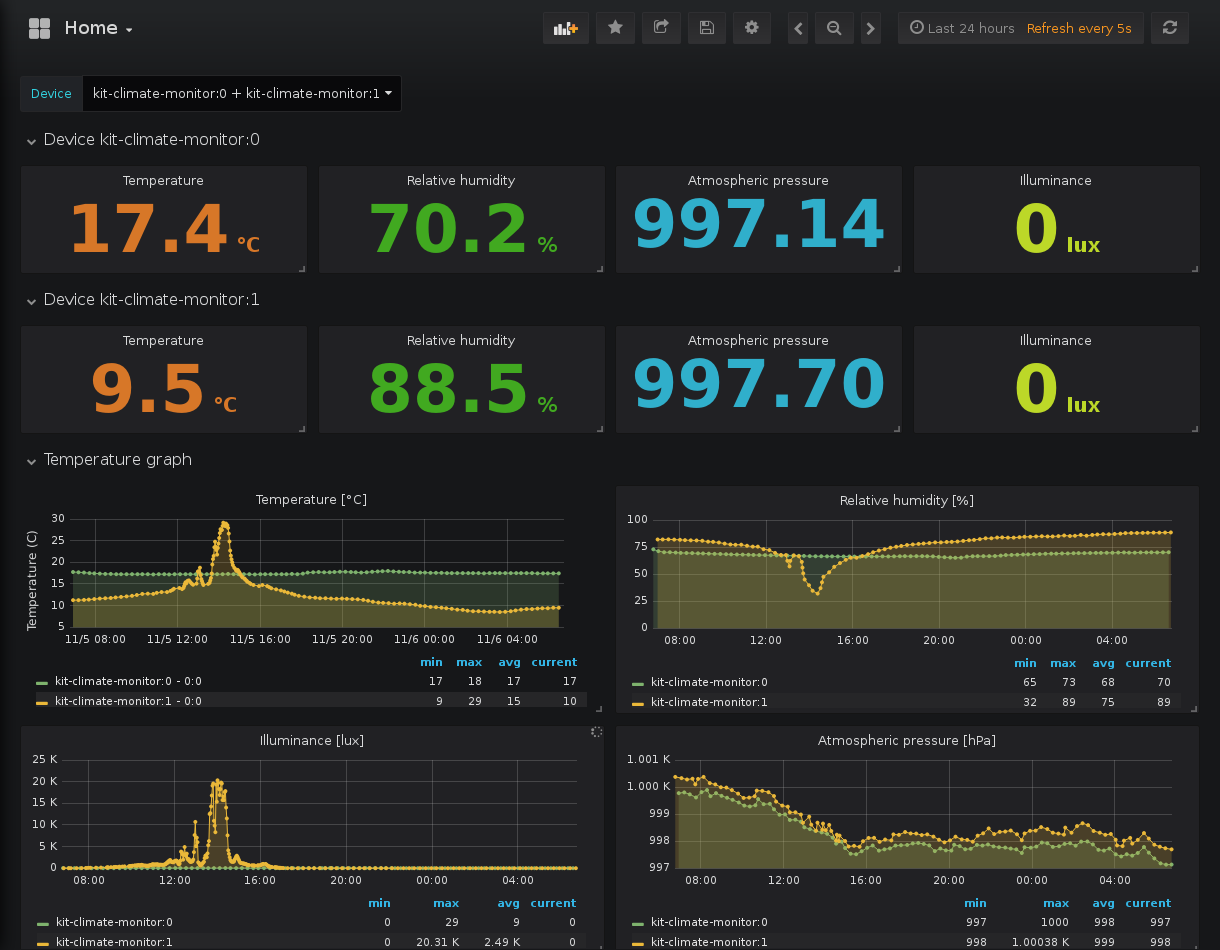 Home
Last 24 hours Refresh every 5s
Device kit-climate-monitor:0 + kit-climate-monitor:1
Device kit-climate-monitor:0
Temperature Relative humidity Atmospheric pressure Illuminance
17.4 °C 70.2 % 997.14 0 lux
Device kit-climate-monitor:1
Temperature Relative humidity Atmospheric pressure Illuminance
9.5 °C 88.5 % 997.70 0 lux
Temperature graph
Temperature [°C]
Temperature (C)
30
25
20
15
10
5
11/5 08:00 11/5 12:00 11/5 16:00 11/5 20:00 11/6 00:00 11/6 04:00
min max avg current
kit-climate-monitor:0 - 0:0 17 18 17 17
kit-climate-monitor:1 - 0:0 9 29 15 10
Relative humidity [%]
100
75
50
25
0
08:00 12:00 16:00 20:00 00:00 04:00
min max avg current
kit-climate-monitor:0 65 73 68 70
kit-climate-monitor:1 32 89 75 89
Illuminance [lux]
25 K
20 K
15 K
10 K
5 K
0
08:00 12:00 16:00 20:00 00:00 04:00
min max avg current
kit-climate-monitor:0 0 29 9 0
kit-climate-monitor:1 0 20.31 K 2.49 K 0
Atmospheric pressure [hPa]
1.001 K
1.000 K
999
998
997
08:00 12:00 16:00 20:00 00:00 04:00
min max avg current
kit-climate-monitor:0 997 1000 998 997
kit-climate-monitor:1 998 1.00038 K 999 998